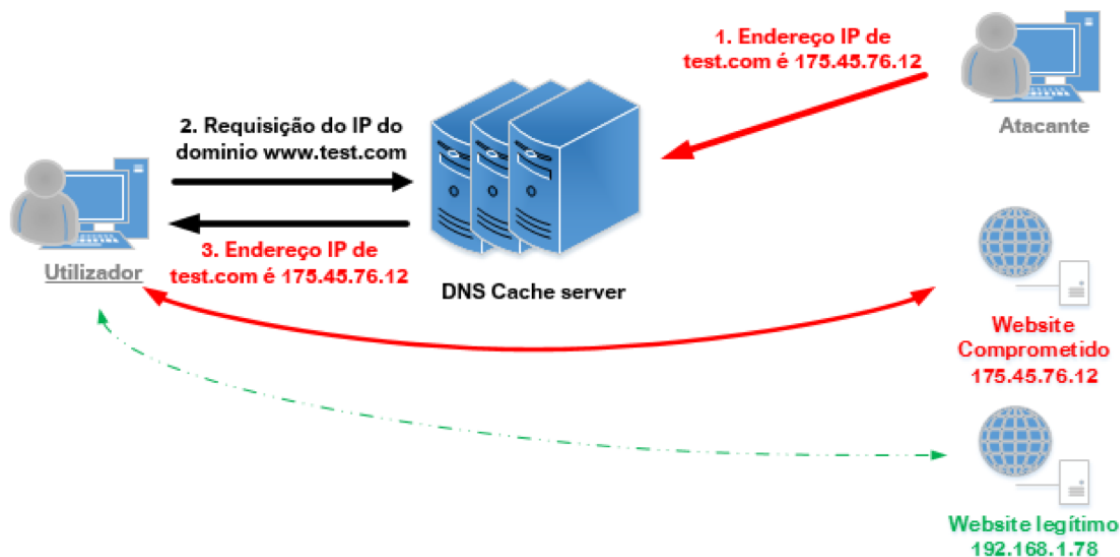 1. Endereço IP de
test.com é 175.45.76.12
Atacante
2. Requisição do IP do
dominio www.test.com
3. Endereço IP de
test.com é 175.45.76.12
Utilizador
DNS Cache server
Website
Comprometido
175.45.76.12
Website legítimo
192.168.1.78